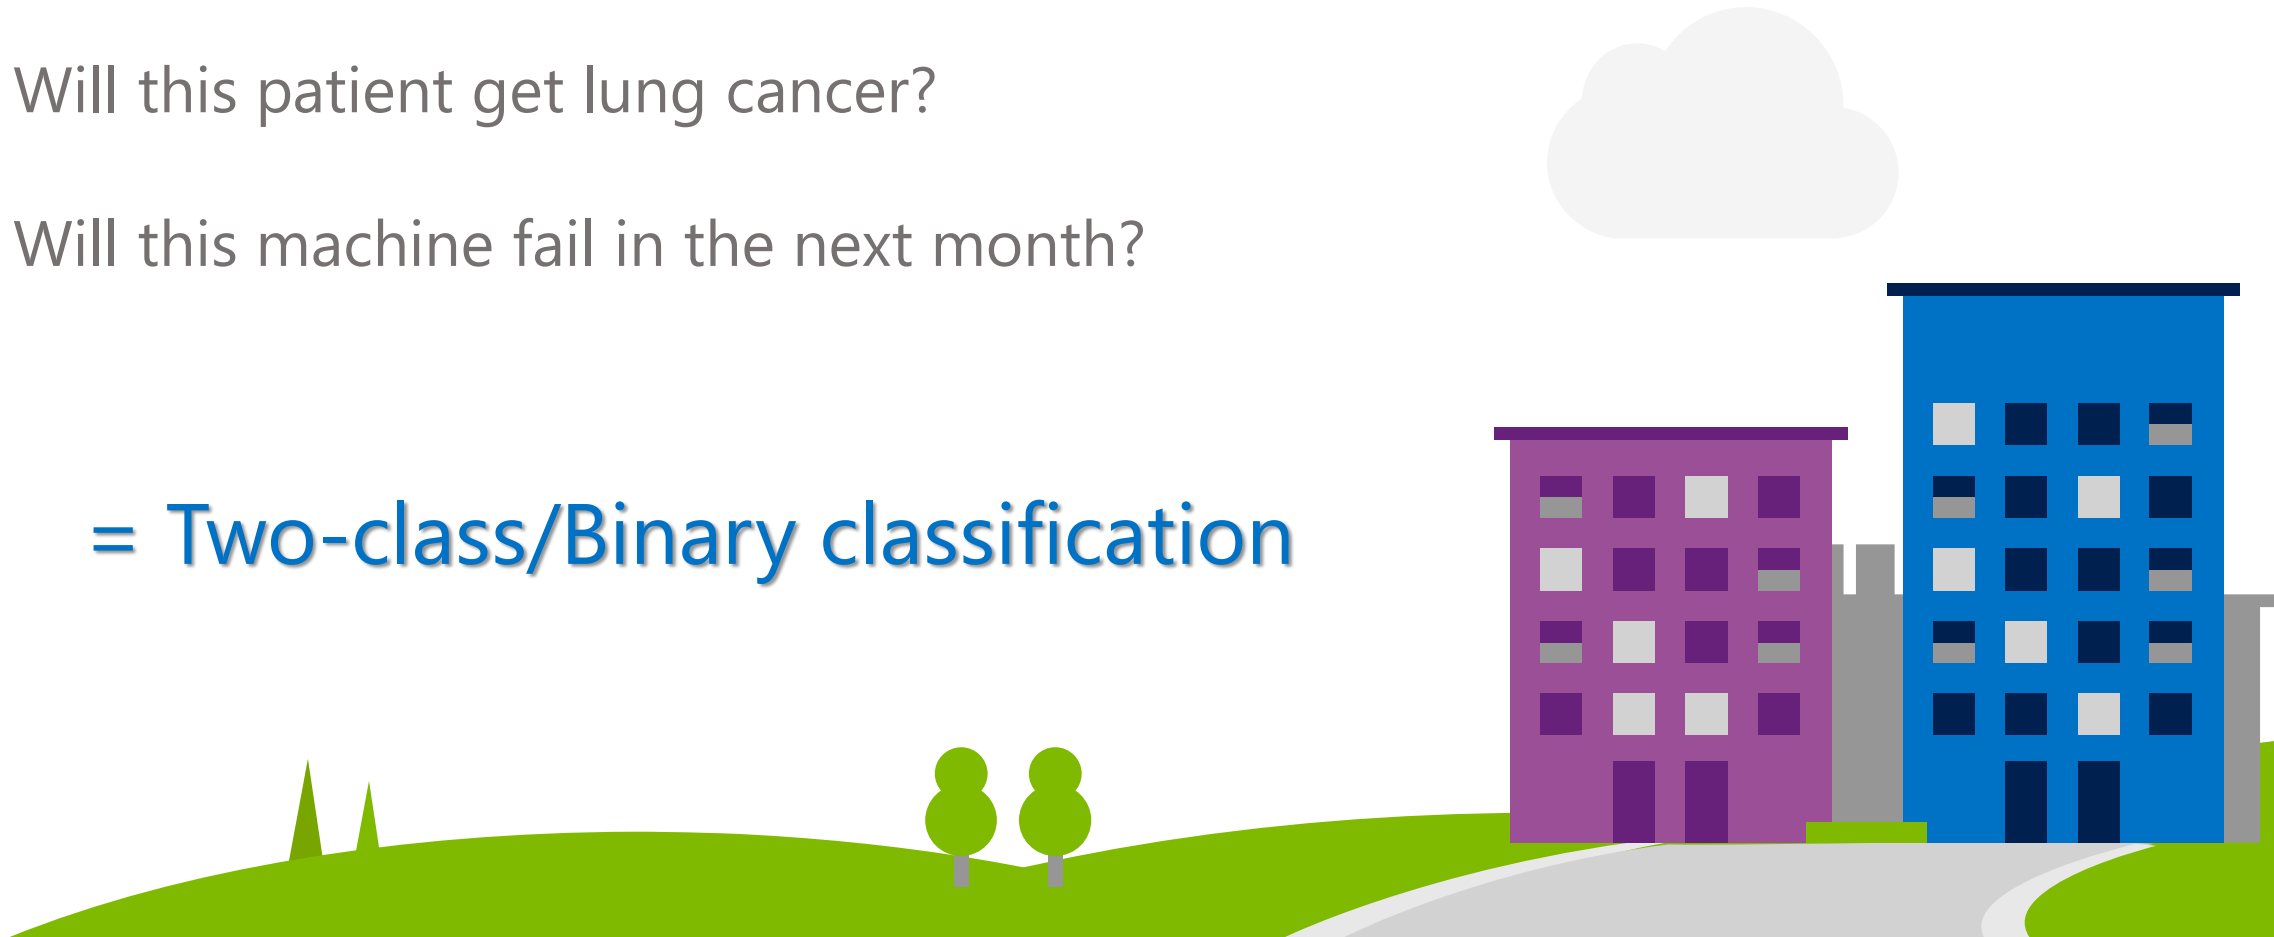 Will this patient get lung cancer?
Will this machine fail in the next month?
= Two-class/Binary classification